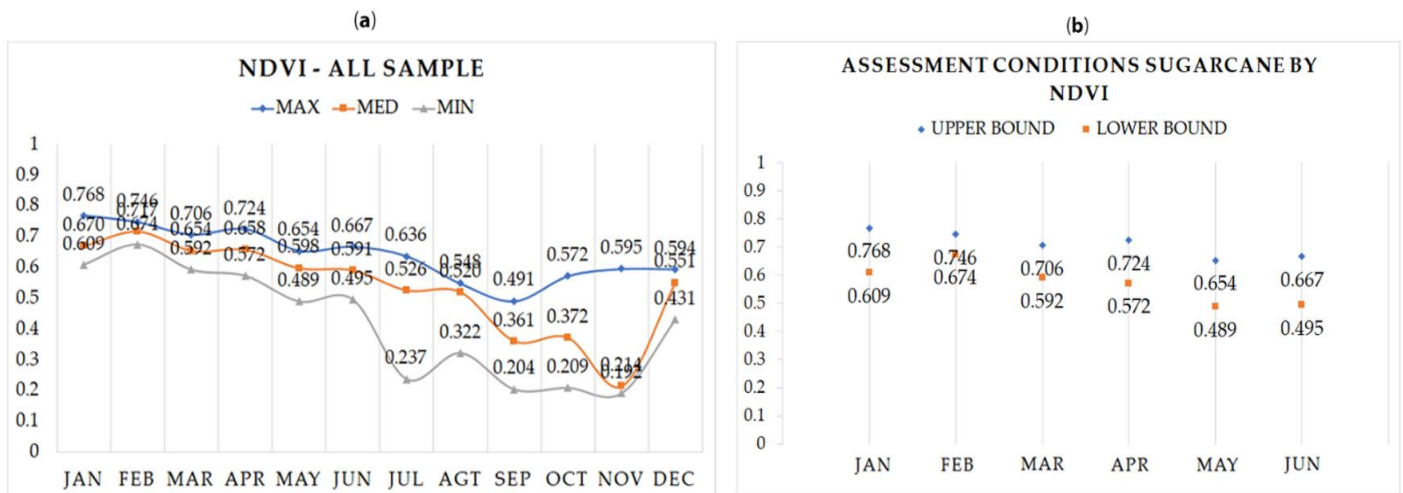 (a)
NDVI - ALL SAMPLE
MAX MED MIN
1
0.9
0.8
0.7
0.6
0.5
0.4
0.3
0.2
0.1
0
0.768 0.746 0.706 0.724 0.654 0.667 0.636 0.548 0.491 0.572 0.595 0.594
0.670 0.717 0.654 0.658 0.598 0.591 0.526 0.520 0.361 0.372 0.214 0.551
0.609 0.674 0.592 0.572 0.489 0.495 0.237 0.322 0.204 0.209 0.192 0.431
JAN FEB MAR APR MAY JUN JUL AGT SEP OCT NOV DEC
(b)
ASSESSMENT CONDITIONS SUGARCANE BY
NDVI
UPPER BOUND LOWER BOUND
1
0.9
0.8
0.7
0.6
0.5
0.4
0.3
0.2
0.1
0
0.768 0.746 0.706 0.724 0.654 0.667
0.609 0.674 0.592 0.572 0.489 0.495
JAN FEB MAR APR MAY JUN